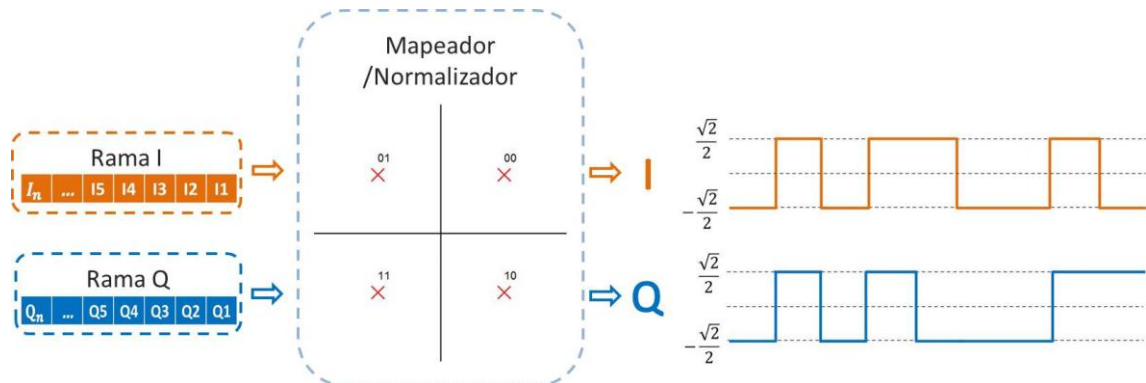 Mapeador
/Normalizador
Rama I
Iₙ ... I5 I4 I3 I2 I1
01
00
I
√2/2
-√2/2
Rama Q
Qₙ ... Q5 Q4 Q3 Q2 Q1
11
10
Q
√2/2
-√2/2